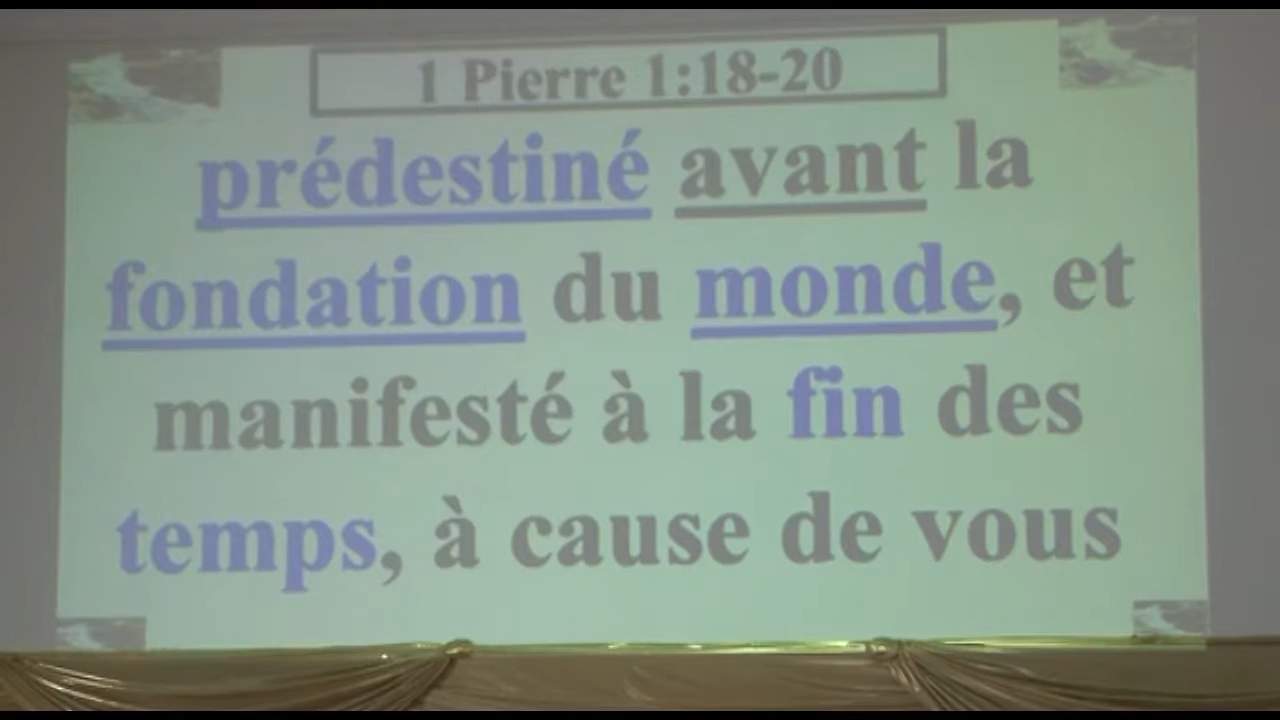 1 Pierre 1:18-20
prédestiné avant la
fondation du monde, et
manifesté à la fin des
temps, à cause de vous